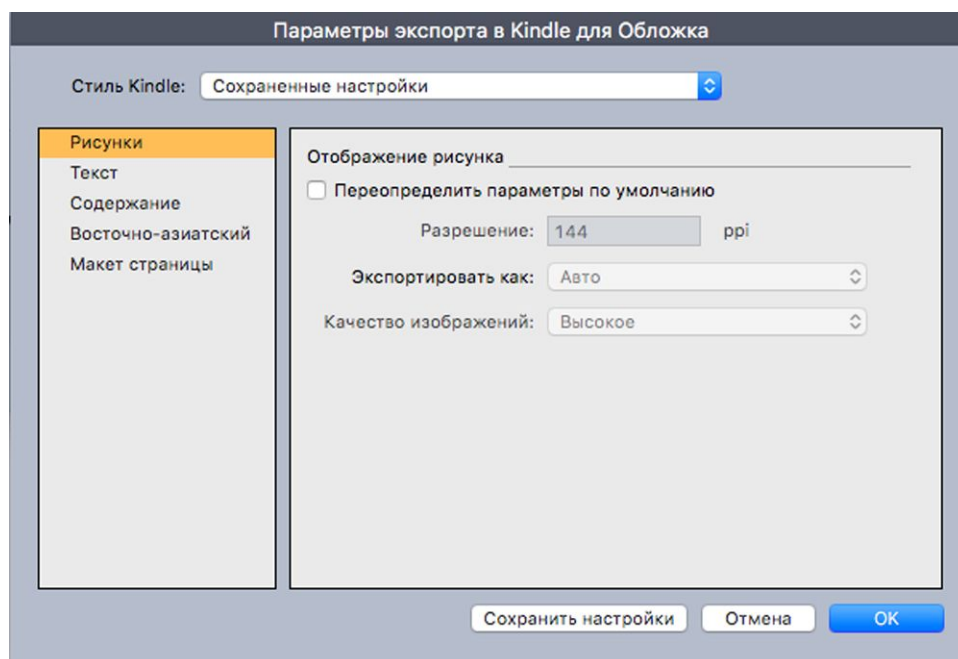 Параметры экспорта в Kindle для Обложка
Стиль Kindle: Сохраненные настройки
Рисунки
Текст
Содержание
Восточно-азиатский
Макет страницы
Отображение рисунка
Переопределить параметры по умолчанию
Разрешение: 144 ppi
Экспортировать как: Авто
Качество изображений: Высокое
Сохранить настройки Отмена OK